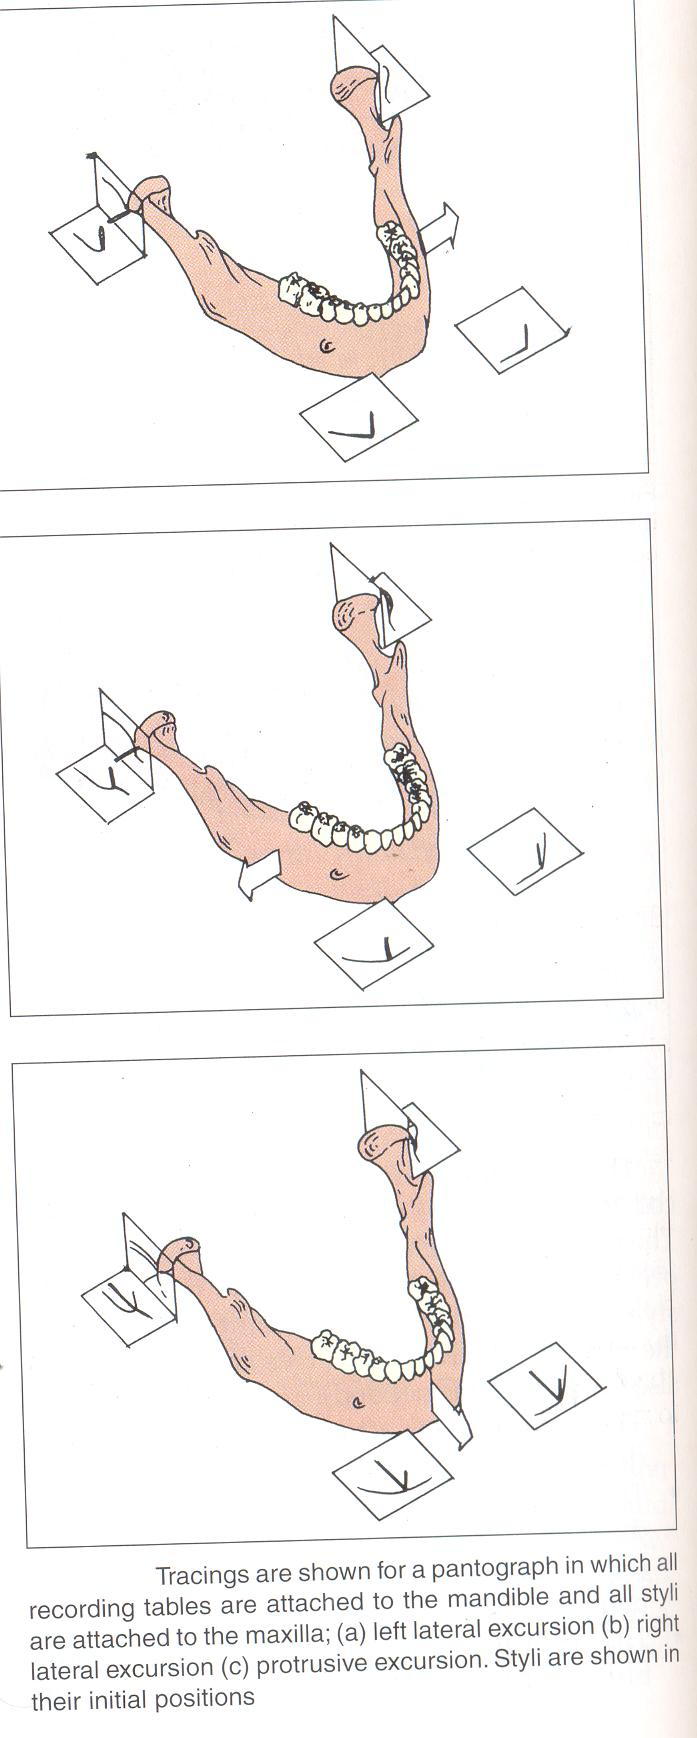 Tracings are shown for a pantograph in which all
recording tables are attached to the mandible and all styli
are attached to the maxilla; (a) left lateral excursion (b) right
lateral excursion (c) protrusive excursion. Styli are shown in
their initial positions